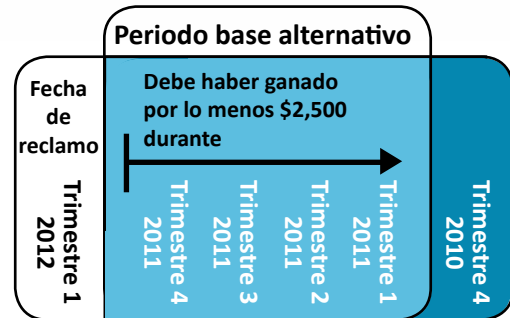 Periodo base alternativo
Fecha
de
reclamo
Debe haber ganado
por lo menos $2,500
durante
Trimestre 1
2012
Trimestre 4
2011
Trimestre 3
2011
Trimestre 2
2011
Trimestre 1
2011
Trimestre 4
2010